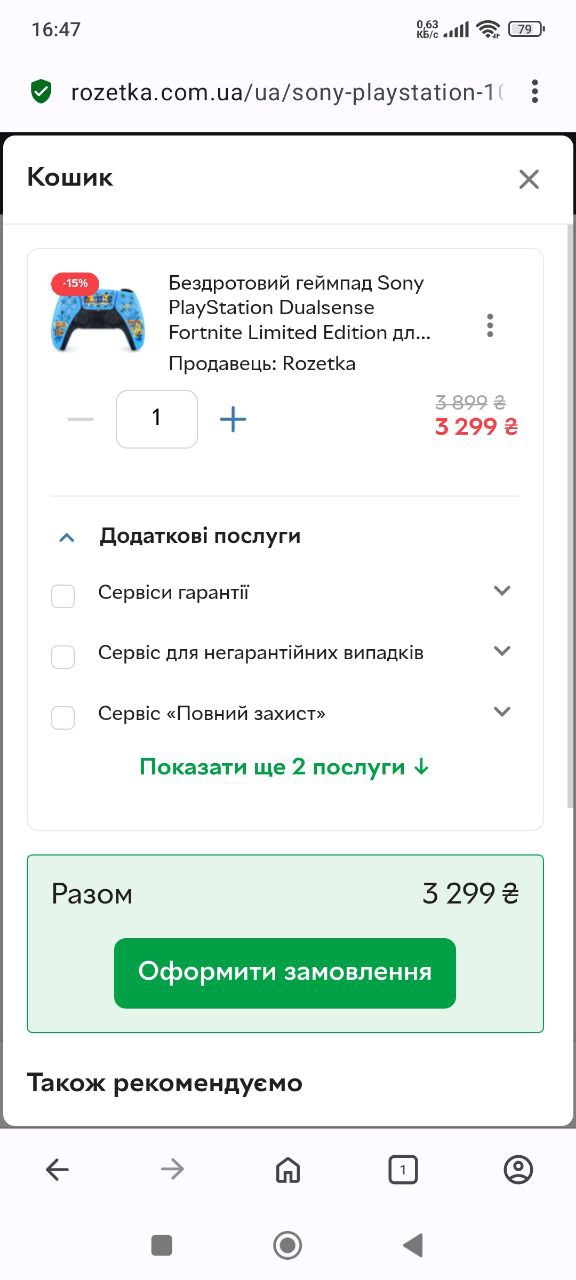 16:47
0,63
КБ/с
79
rozetka.com.ua/ua/sony-playstation-10
Кошик
-15%
Бездротовий геймпад Sony
PlayStation Dualsense
Fortnite Limited Edition дл...
Продавець: Rozetka
1
3 899 ₴
3 299 ₴
Додаткові послуги
Сервіси гарантії
Сервіс для негарантійних випадків
Сервіс «Повний захист»
Показати ще 2 послуги ↓
Разом
3 299 ₴
Оформити замовлення
Також рекомендуємо
1